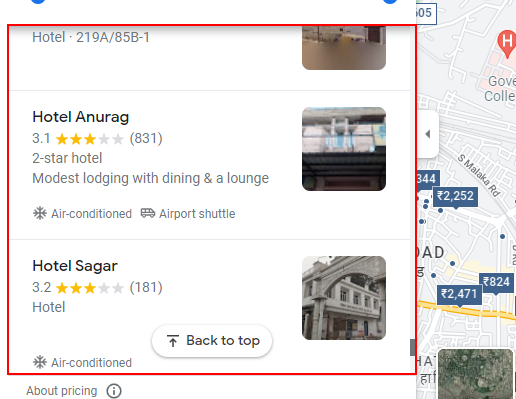 Hotel · 219A/85B-1
Hotel Anurag
3.1 (831)
2-star hotel
Modest lodging with dining & a lounge
Air-conditioned Airport shuttle
Hotel Sagar
3.2 (181)
Hotel
Back to top
Air-conditioned
About pricing
605
H
Gove
Colle
S Malaka Rd
344
₹2,252
OAD
₹824
₹2,471
HAT